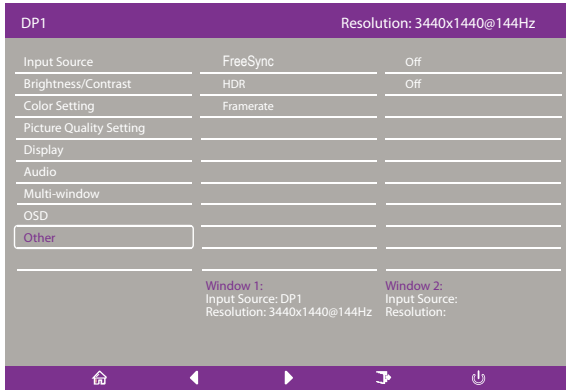 DP1 Resolution: 3440x1440@144Hz
Input Source FreeSync Off
Brightness/Contrast HDR Off
Color Setting Framerate
Picture Quality Setting
Display
Audio
Multi-window
OSD
Other
Window 1: Window 2:
Input Source: DP1 Input Source:
Resolution: 3440x1440@144Hz Resolution: